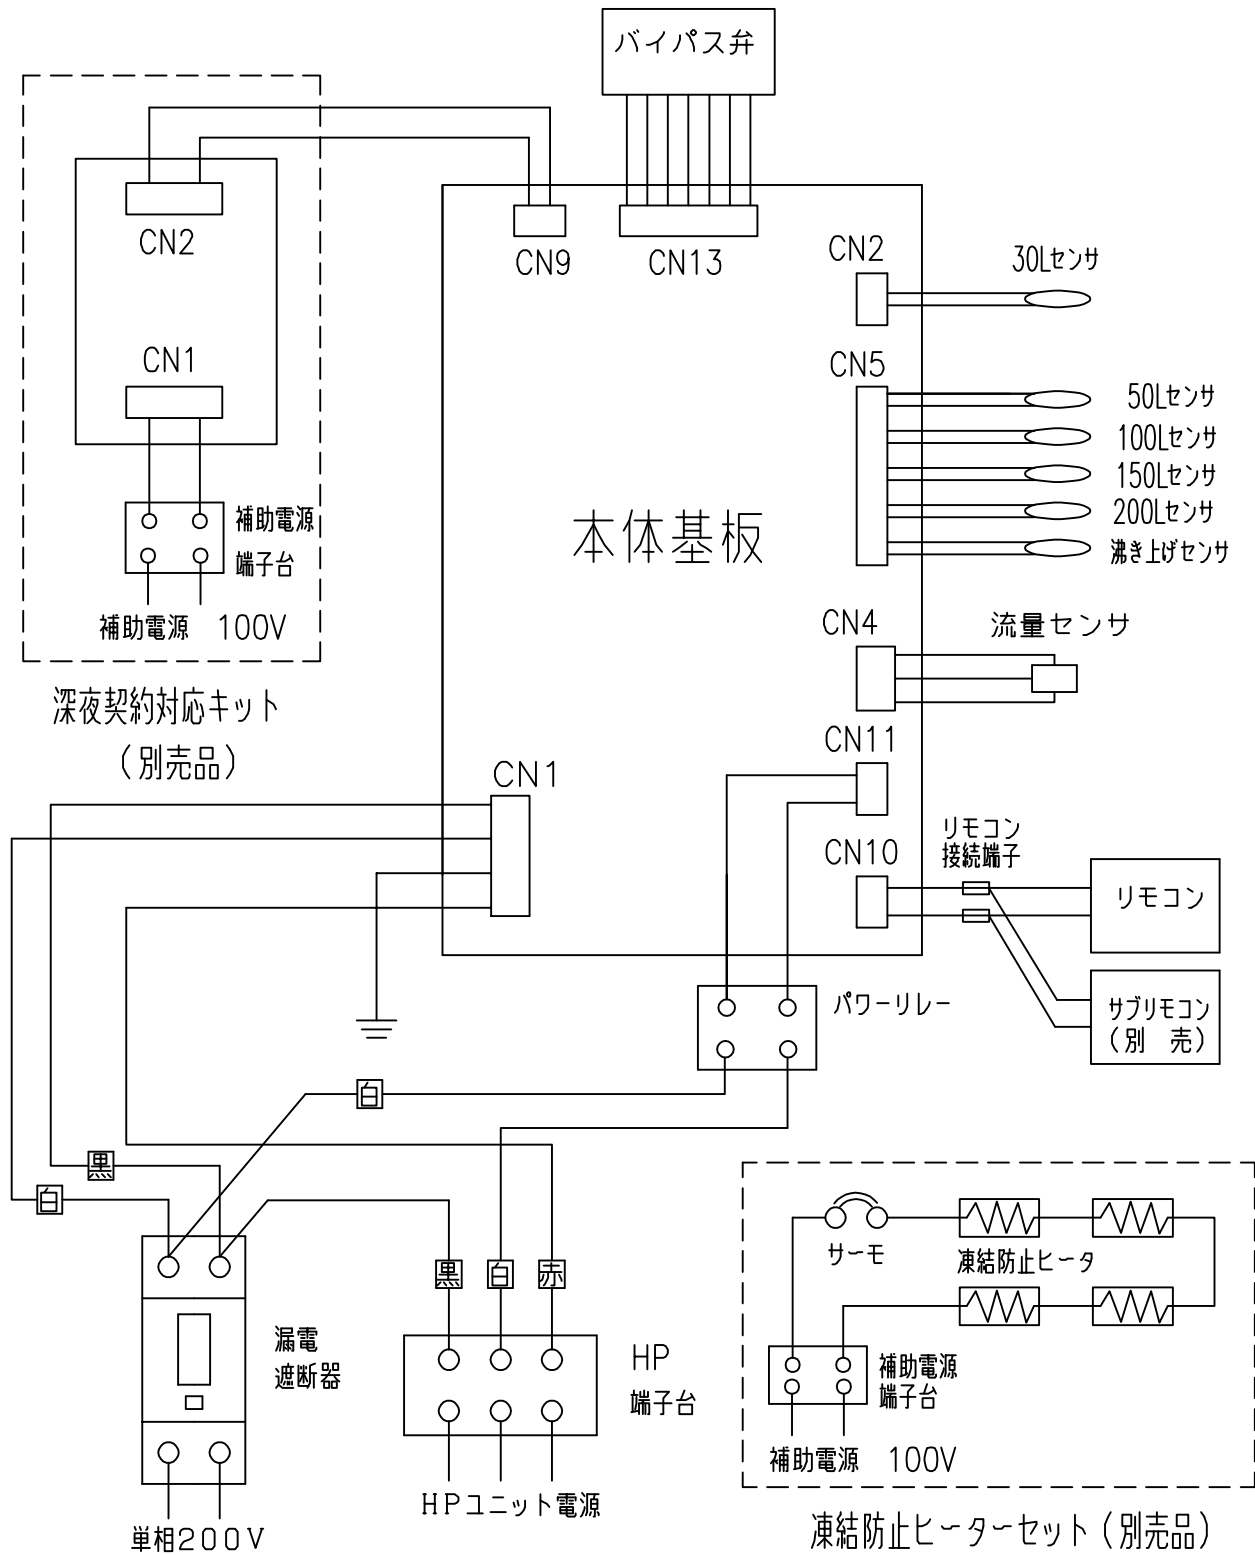 バイパス弁
CN2
CN9
CN13
CN2
30Lセンサ
CN1
CN5
50Lセンサ
100Lセンサ
150Lセンサ
200Lセンサ
沸き上げセンサ
本体基板
補助電源
端子台
補助電源 100V
深夜契約対応キット
(別売品)
CN4
流量センサ
CN11
CN1
CN10
リモコン
接続端子
リモコン
サブリモコン
(別 売)
パワーリレー
白
黒
白
黒
白
赤
漏電
遮断器
単相200V
HP
端子台
HPユニット電源
サーモ
凍結防止ヒータ
補助電源
端子台
補助電源 100V
凍結防止ヒーターセット(別売品)